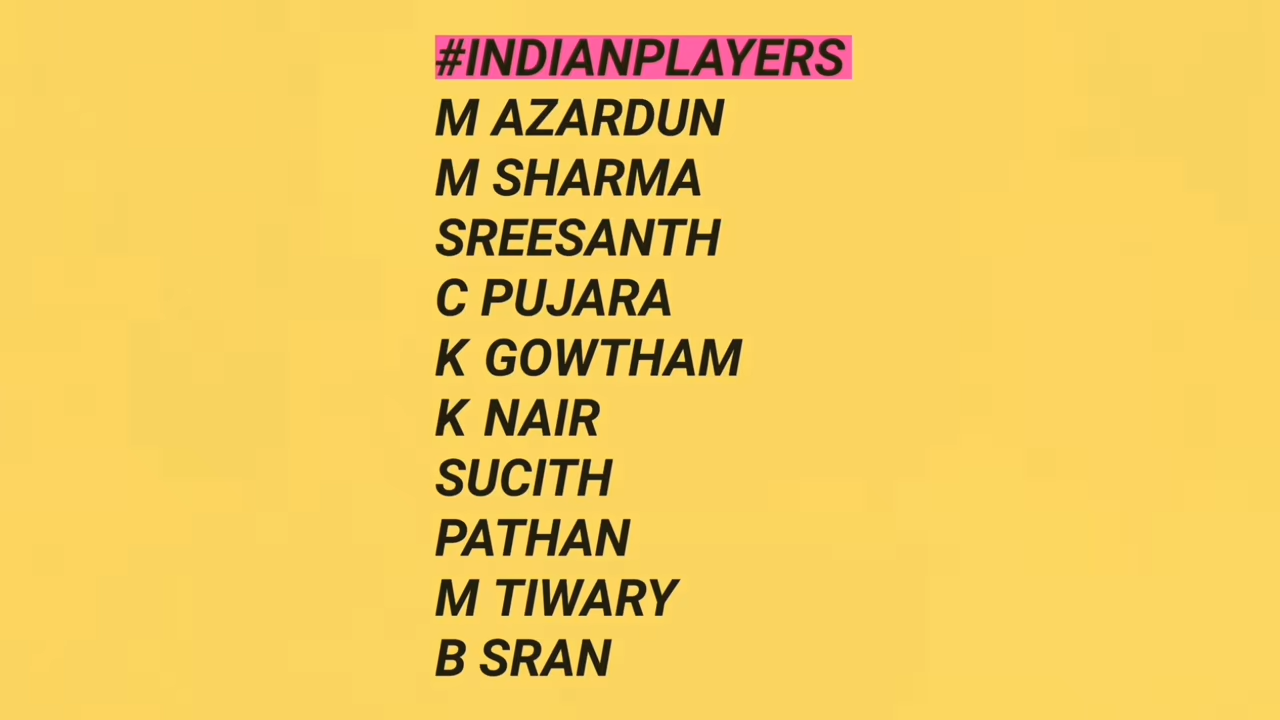 #INDIANPLAYERS
M AZARDUN
M SHARMA
SREESANTH
C PUJARA
K GOWTHAM
K NAIR
SUCITH
PATHAN
M TIWARY
B SRAN